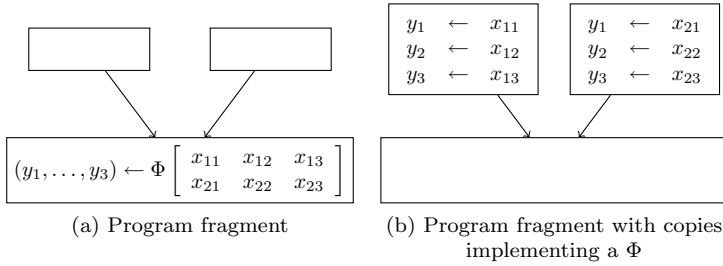 y₁ ← x₁₁
y₂ ← x₁₂
y₃ ← x₁₃
y₁ ← x₂₁
y₂ ← x₂₂
y₃ ← x₂₃
(y₁, . . . , y₃) ← Φ [ x₁₁ x₁₂ x₁₃
x₂₁ x₂₂ x₂₃ ]
(a) Program fragment
(b) Program fragment with copies
implementing a Φ